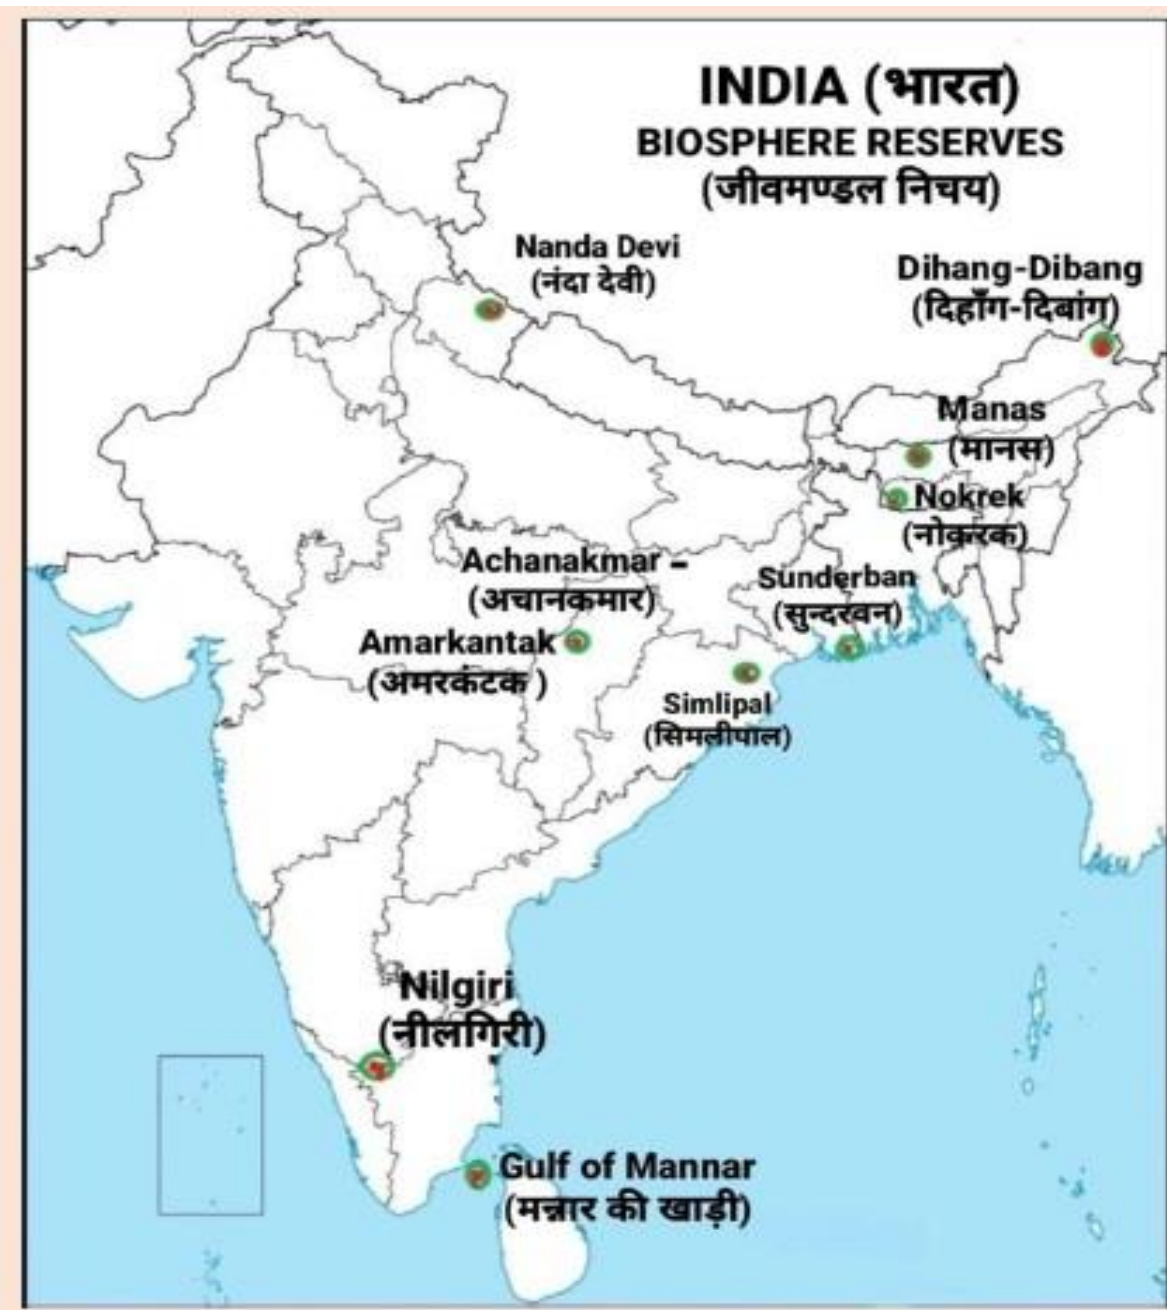 INDIA (भारत)
BIOSPHERE RESERVES
(जीवमण्डल निचय)
Nanda Devi
(नंदा देवी)
Dihang-Dibang
(दिहाँग-दिबांग)
Manas
(मानस)
Nokrek
(नोकरक)
Achanakmar -
(अचानकमार)
Amarkantak
(अमरकंटक )
Sunderban
(सुन्दरवन)
Simlipal
(सिमलीपाल)
Nilgiri
(नीलगिरी)
Gulf of Mannar
(मन्नार की खाड़ी)